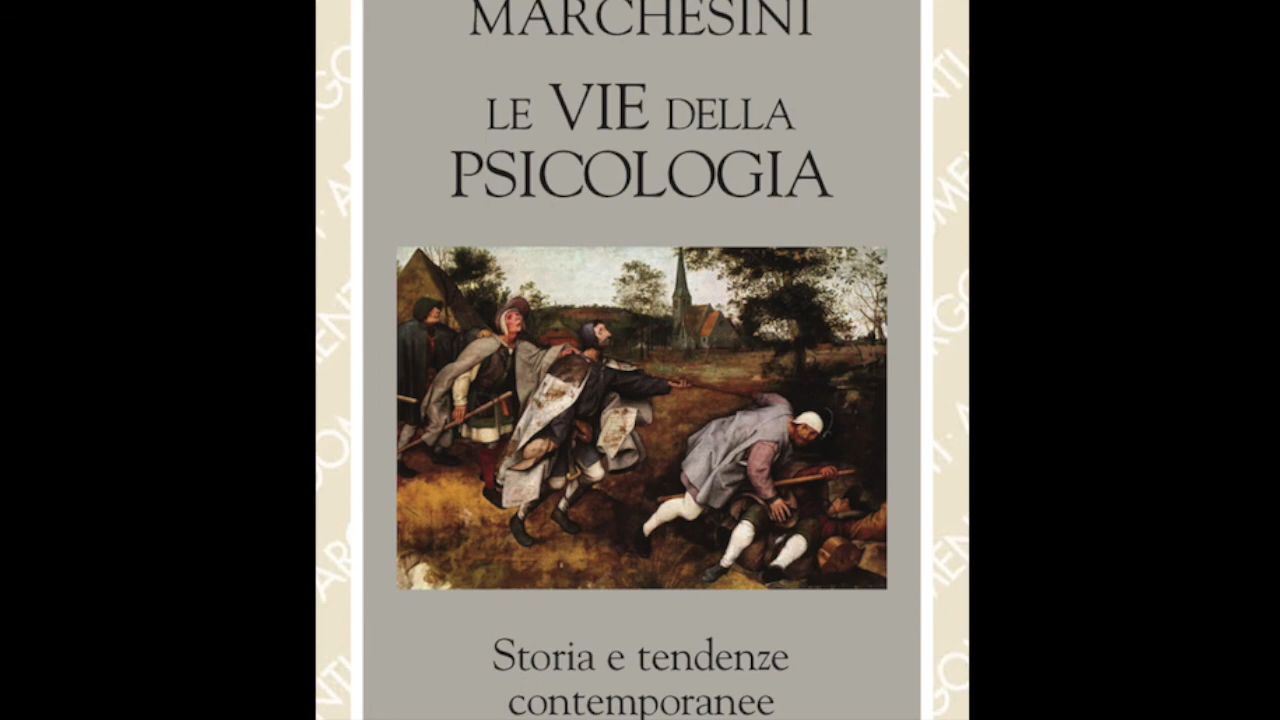 MARCHESINI
LE VIE DELLA
PSICOLOGIA
Storia e tendenze
contemporanee